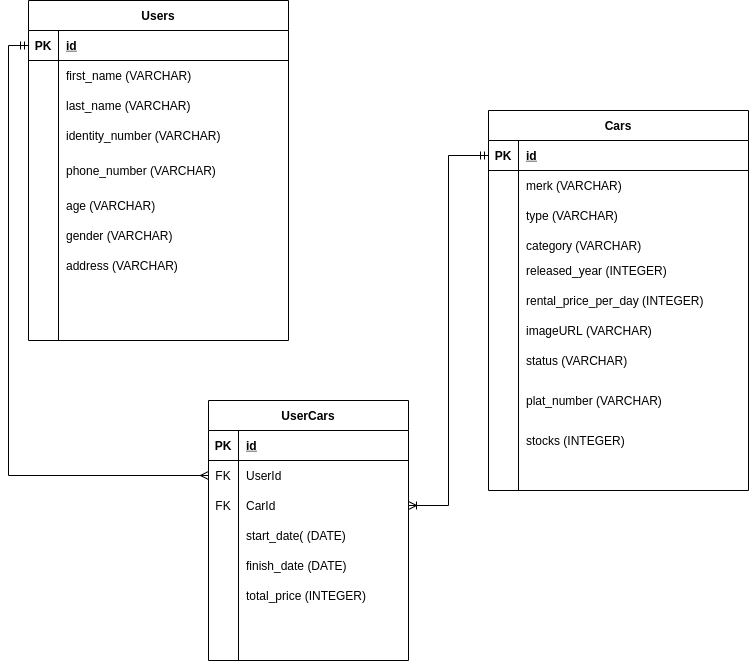 Users
PK id
first_name (VARCHAR)
last_name (VARCHAR)
identity_number (VARCHAR)
phone_number (VARCHAR)
age (VARCHAR)
gender (VARCHAR)
address (VARCHAR)
Cars
PK id
merk (VARCHAR)
type (VARCHAR)
category (VARCHAR)
released_year (INTEGER)
rental_price_per_day (INTEGER)
imageURL (VARCHAR)
status (VARCHAR)
plat_number (VARCHAR)
stocks (INTEGER)
UserCars
PK id
FK UserId
FK CarId
start_date( (DATE)
finish_date (DATE)
total_price (INTEGER)